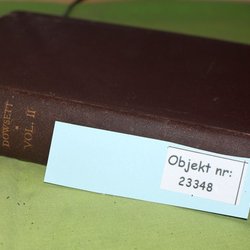 DOWSETT
VOL. II
Objekt nr:
23348